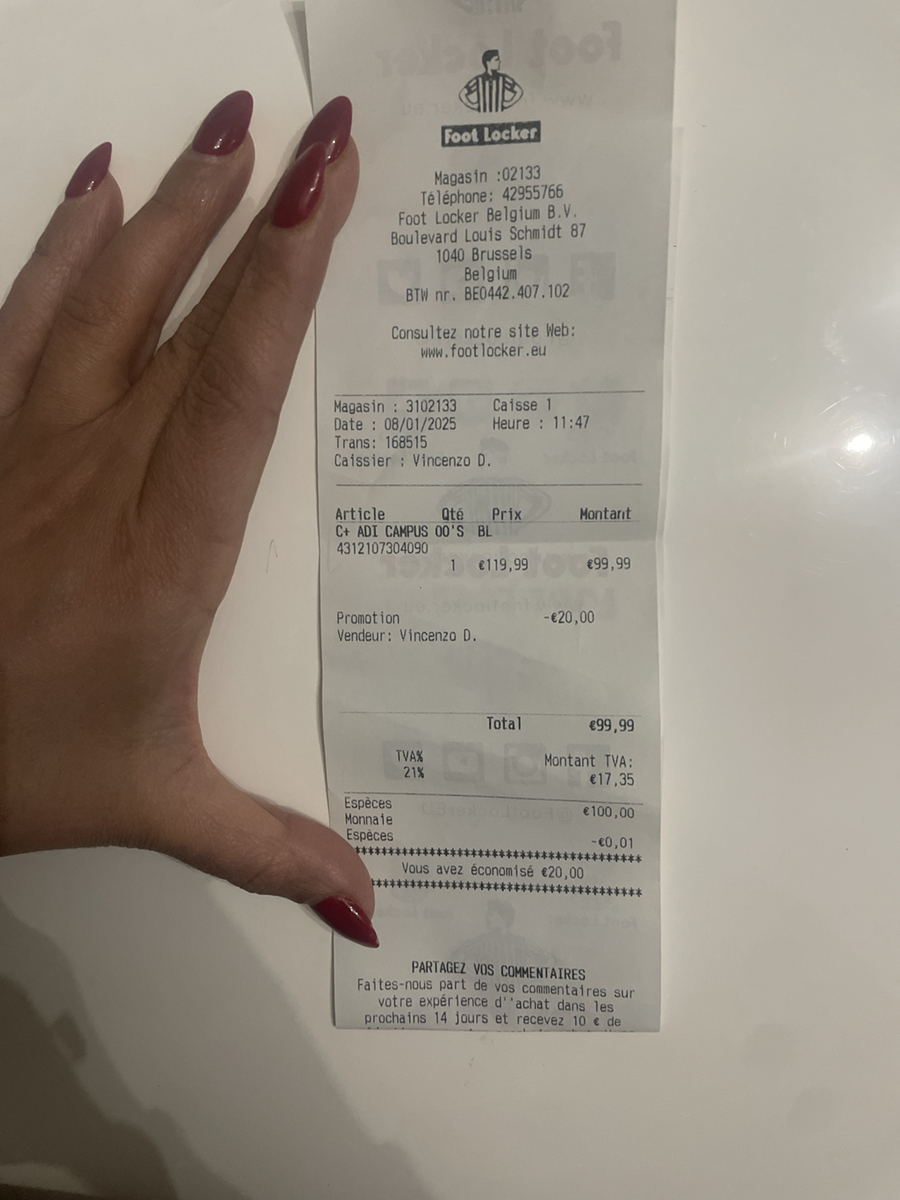 Foot Locker
Magasin :02133
Téléphone: 42955766
Foot Locker Belgium B.V.
Boulevard Louis Schmidt 87
1040 Brussels
Belgium
BTW nr. BE0442.407.102
Consultez notre site Web:
www.footlocker.eu
Magasin : 3102133 Caisse 1
Date : 08/01/2025 Heure : 11:47
Trans: 168515
Caissier : Vincenzo D.
Article Qté Prix Montant
C+ ADI CAMPUS 00'S BL
4312107304090
1 €119,99 €99,99
Promotion -€20,00
Vendeur: Vincenzo D.
Total €99,99
TVA% Montant TVA:
21% €17,35
Espèces €100,00
Monnaie
Espèces -€0,01
****************************************
Vous avez économisé €20,00
****************************************
PARTAGEZ VOS COMMENTAIRES
Faites-nous part de vos commentaires sur
votre expérience d''achat dans les
prochains 14 jours et recevez 10 € de